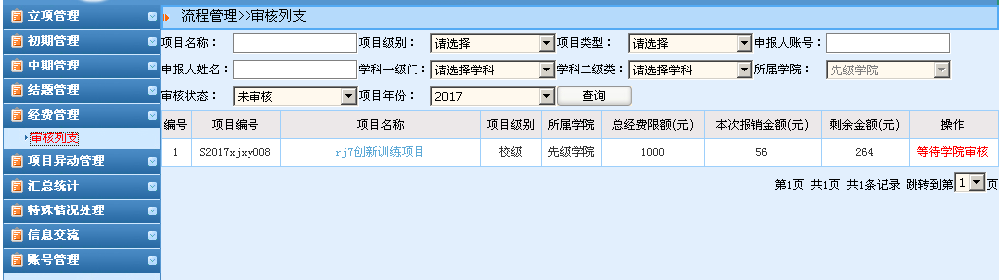 立项管理
初期管理
中期管理
结题管理
经费管理
审核列支
项目异动管理
汇总统计
特殊情况处理
信息交流
账号管理
流程管理>>审核列支
项目名称： 项目级别： 请选择 项目类型： 请选择 申报人账号：
申报人姓名： 学科一级门： 请选择学科 学科二级类： 请选择学科 所属学院： 先级学院
审核状态： 未审核 项目年份： 2017 查询
编号 项目编号 项目名称 项目级别 所属学院 总经费限额(元) 本次报销金额(元) 剩余金额(元) 操作
1 S2017xjxy008 rj7创新训练项目 校级 先级学院 1000 56 264 等待学院审核
第1页 共1页 共1条记录 跳转到第 1 页